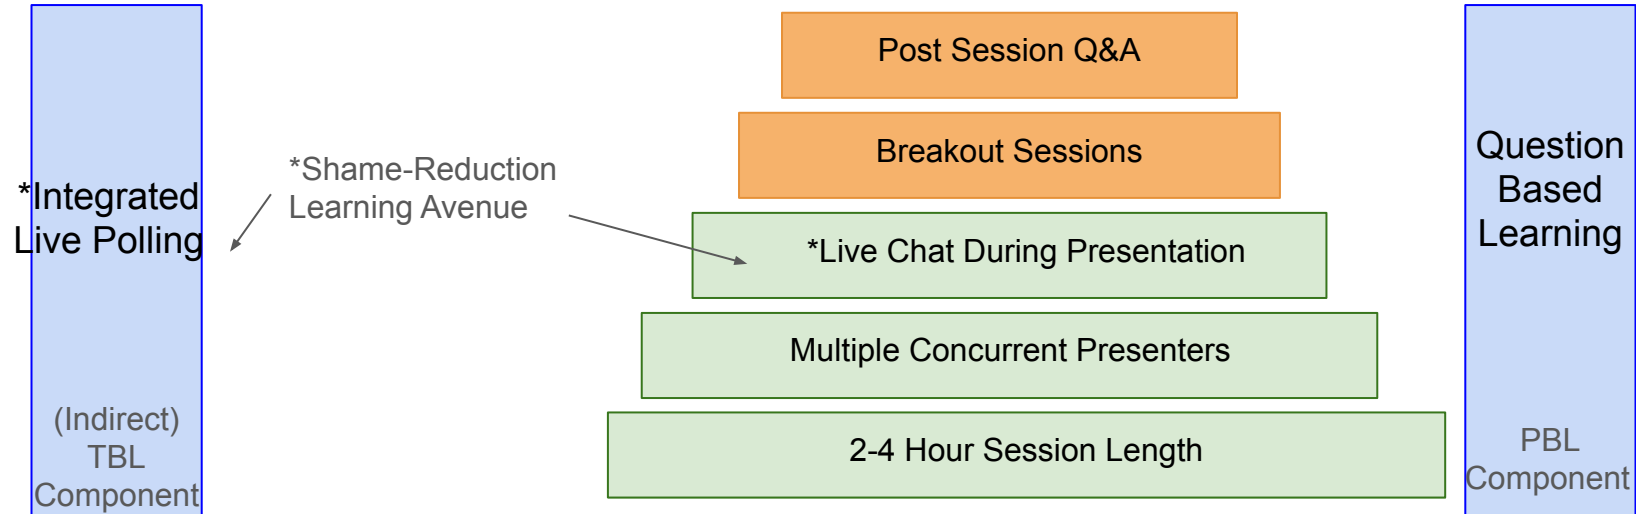 *Integrated
Live Polling
(Indirect)
TBL
Component
*Shame-Reduction
Learning Avenue
Post Session Q&A
Breakout Sessions
*Live Chat During Presentation
Multiple Concurrent Presenters
2-4 Hour Session Length
Question
Based
Learning
PBL
Component